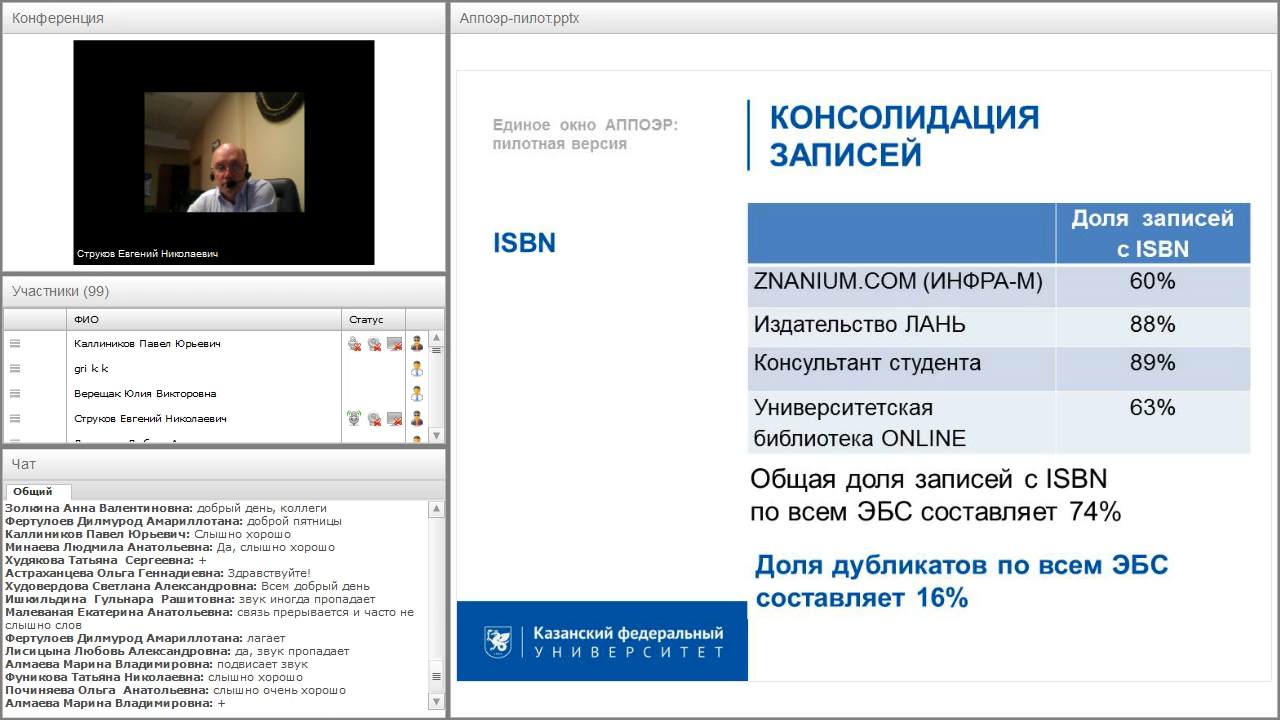 Конференция
Струков Евгений Николаевич
Участники (99)
ФИО
Статус
Каллиников Павел Юрьевич
gri k k
Верещак Юлия Викторовна
Струков Евгений Николаевич
Чат
Общий
Золкина Анна Валентиновна: добрый день, коллеги
Фертулоев Дилмурод Амариллотана: доброй пятницы
Каллиников Павел Юрьевич: Слышно хорошо
Минаева Людмила Анатольевна: Да, слышно хорошо
Худякова Татьяна Сергеевна: +
Астраханцева Ольга Геннадиевна: Здравствуйте!
Худовердова Светлана Александровна: Всем добрый день
Ишкильдина Гульнара Рашитовна: звук иногда пропадает
Малеваная Екатерина Анатольевна: связь прерывается и часто не
слышно слов
Фертулоев Дилмурод Амариллотана: лагает
Лисицына Любовь Александровна: да, звук пропадает
Алмаева Марина Владимировна: подвисает звук
Фуникова Татьяна Николаевна: слышно хорошо
Починяева Ольга Анатольевна: слышно очень хорошо
Алмаева Марина Владимировна: +
Аппоэр-пилот.pptx
Единое окно АППОЭР:
пилотная версия
КОНСОЛИДАЦИЯ
ЗАПИСЕЙ
ISBN
Доля записей
с ISBN
ZNANIUM.COM (ИНФРА-М) 60%
Издательство ЛАНЬ 88%
Консультант студента 89%
Университетская 63%
библиотека ONLINE
Общая доля записей с ISBN
по всем ЭБС составляет 74%
Доля дубликатов по всем ЭБС
составляет 16%
Казанский федеральный
УНИВЕРСИТЕТ